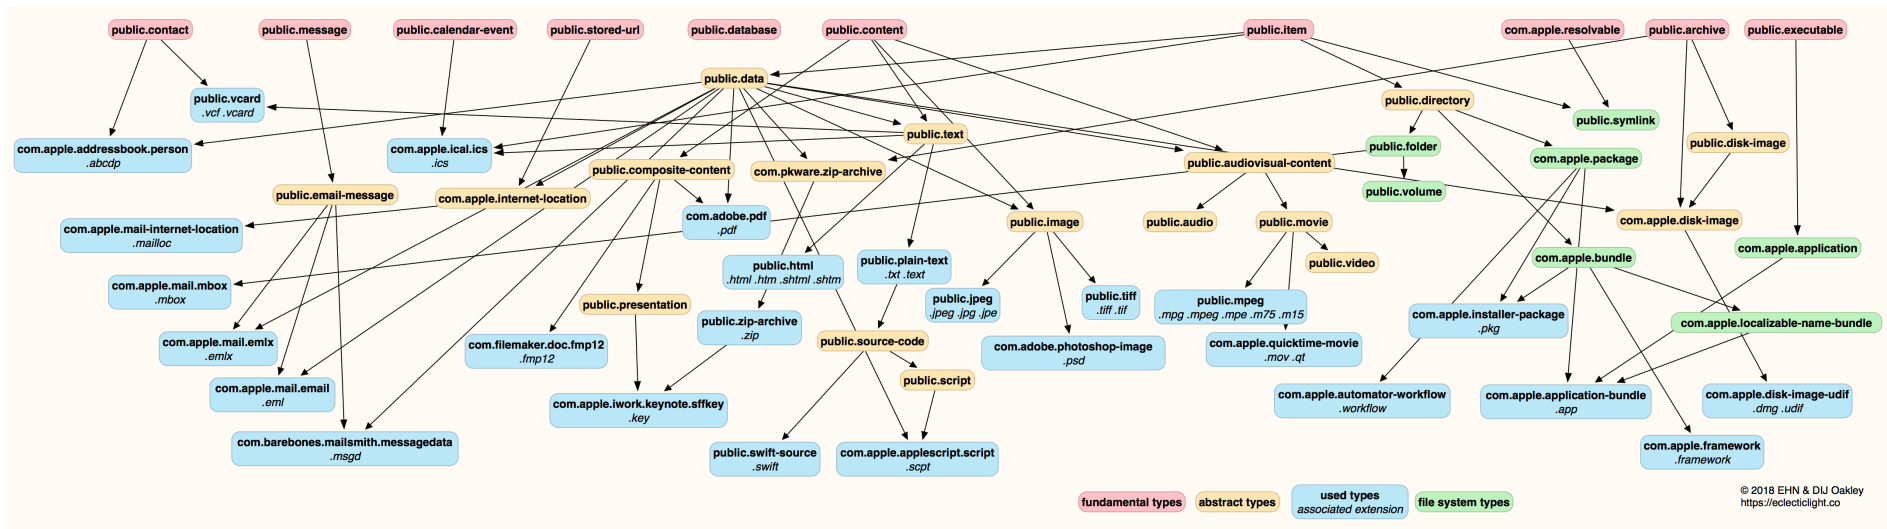 public.contact
public.message
public.calendar-event
public.stored-url
public.database
public.content
public.item
com.apple.resolvable
public.archive
public.executable
public.data
public.vcard
.vcf .vcard
public.directory
public.symlink
public.text
public.disk-image
com.apple.addressbook.person
.abcdp
com.apple.ical.ics
.ics
public.folder
com.apple.package
public.composite-content
com.pkware.zip-archive
public.audiovisual-content
public.volume
public.email-message
com.apple.internet-location
com.adobe.pdf
.pdf
public.image
public.audio
public.movie
com.apple.disk-image
com.apple.mail-internet-location
.mailloc
com.apple.application
public.html
.html .htm .shtml .shtm
public.plain-text
.txt .text
public.video
com.apple.bundle
com.apple.mail.mbox
.mbox
public.presentation
public.jpeg
.jpeg .jpg .jpe
public.tiff
.tiff .tif
public.mpeg
.mpg .mpeg .mpe .m75 .m15
com.apple.installer-package
.pkg
com.apple.localizable-name-bundle
public.zip-archive
.zip
com.apple.mail.emlx
.emlx
com.filemaker.doc.fmp12
.fmp12
public.source-code
com.adobe.photoshop-image
.psd
com.apple.quicktime-movie
.mov .qt
public.script
com.apple.mail.email
.eml
com.apple.iwork.keynote.sffkey
.key
com.apple.automator-workflow
.workflow
com.apple.application-bundle
.app
com.apple.disk-image-udif
.dmg .udif
com.barebones.mailsmith.messagedata
.msgd
public.swift-source
.swift
com.apple.applescript.script
.scpt
com.apple.framework
.framework
fundamental types
abstract types
used types
associated extension
file system types
© 2018 EHN & DIJ Oakley
https://eclecticlight.co